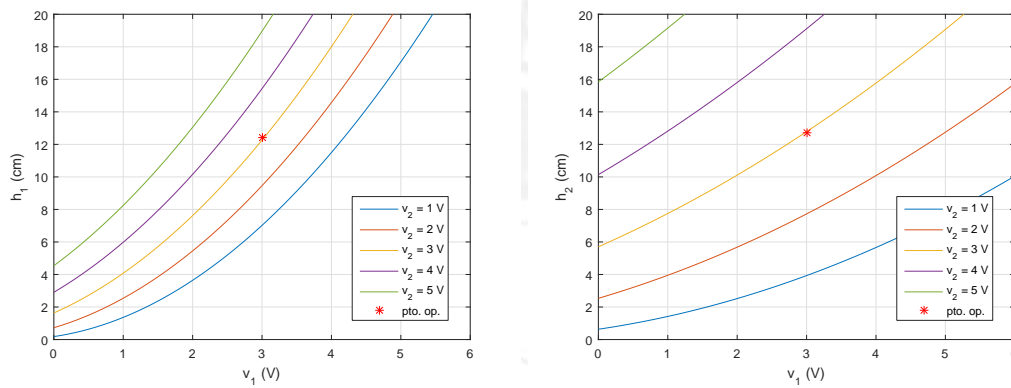 20
18
16
14
12
10
8
6
4
2
0
h₁ (cm)
v₂ = 1 V
v₂ = 2 V
v₂ = 3 V
v₂ = 4 V
v₂ = 5 V
pto. op.
0 1 2 3 4 5 6
v₁ (V)
20
18
16
14
12
10
8
6
4
2
0
h₂ (cm)
v₂ = 1 V
v₂ = 2 V
v₂ = 3 V
v₂ = 4 V
v₂ = 5 V
pto. op.
0 1 2 3 4 5 6
v₁ (V)